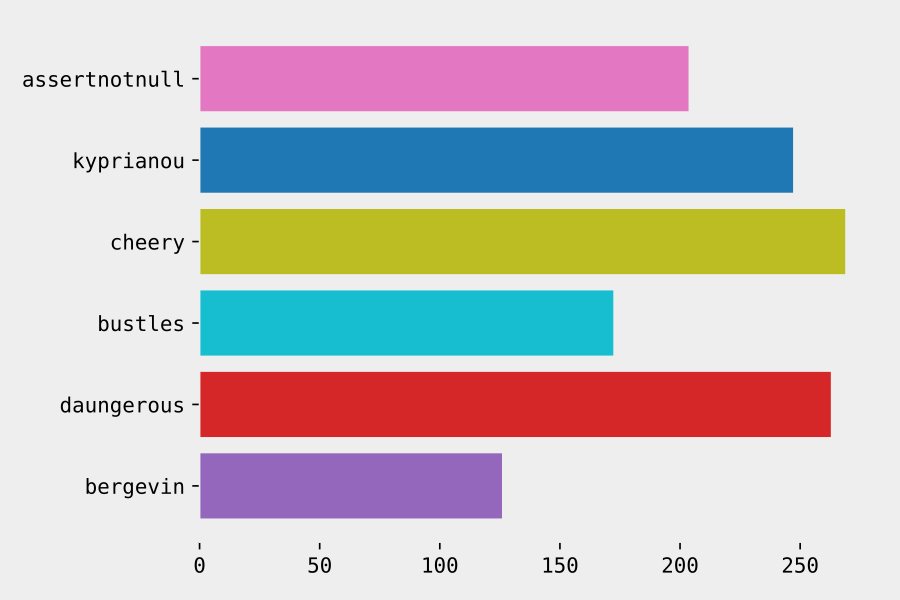 assertnotnull
kyprianou
cheery
bustles
daungerous
bergevin
0 50 100 150 200 250